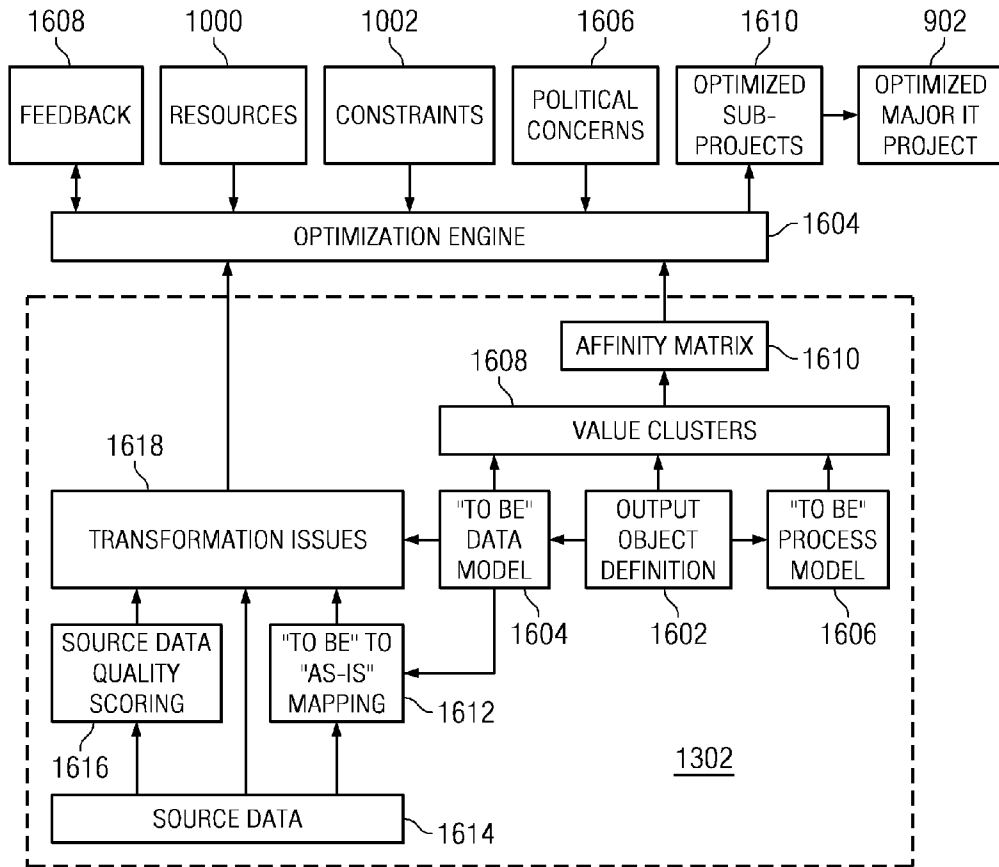 1608
1000
1002
1606
1610
902
FEEDBACK
RESOURCES
CONSTRAINTS
POLITICAL
CONCERNS
OPTIMIZED
SUB-
PROJECTS
OPTIMIZED
MAJOR IT
PROJECT
OPTIMIZATION ENGINE
1604
AFFINITY MATRIX
1610
1608
VALUE CLUSTERS
1618
TRANSFORMATION ISSUES
"TO BE"
DATA
MODEL
OUTPUT
OBJECT
DEFINITION
"TO BE"
PROCESS
MODEL
1604
1602
1606
SOURCE DATA
QUALITY
SCORING
"TO BE" TO
"AS-IS"
MAPPING
1612
1616
1302
SOURCE DATA
1614